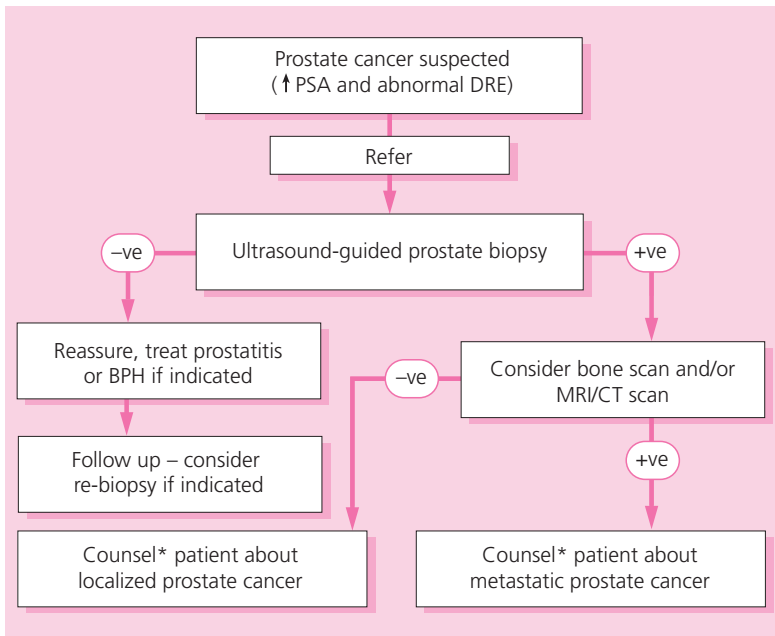 Prostate cancer suspected
(↑ PSA and abnormal DRE)
Refer
Ultrasound-guided prostate biopsy
–ve
+ve
Reassure, treat prostatitis
or BPH if indicated
Consider bone scan and/or
MRI/CT scan
–ve
+ve
Follow up – consider
re-biopsy if indicated
Counsel* patient about
localized prostate cancer
Counsel* patient about
metastatic prostate cancer